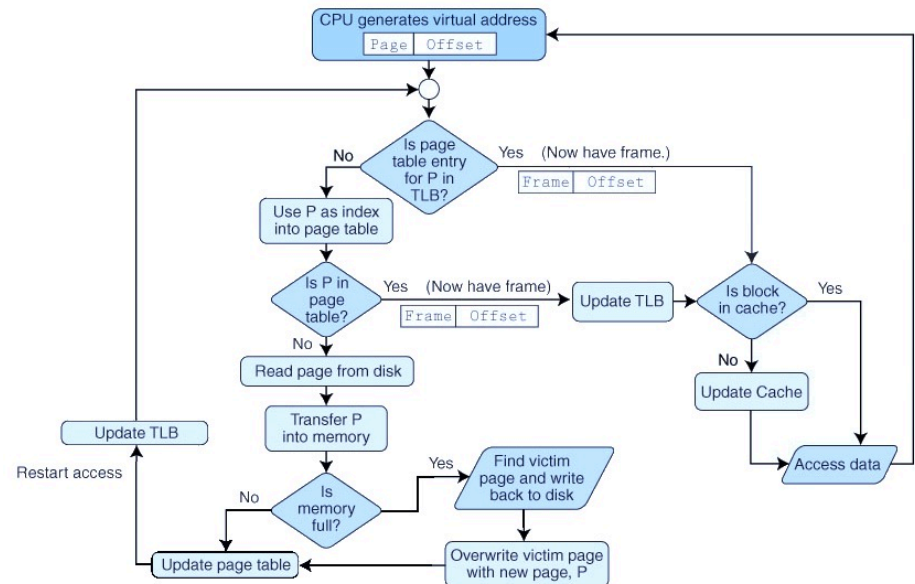 CPU generates virtual address
Page Offset
Is page
table entry
for P in
TLB?
No
Yes (Now have frame.)
Frame Offset
Use P as index
into page table
Is P in
page
table?
Yes (Now have frame)
Frame Offset
Update TLB
Is block
in cache?
Yes
No
No
Read page from disk
Update Cache
Transfer P
into memory
Update TLB
Restart access
Access data
Is
memory
full?
Yes
No
Find victim
page and write
back to disk
Update page table
Overwrite victim page
with new page, P